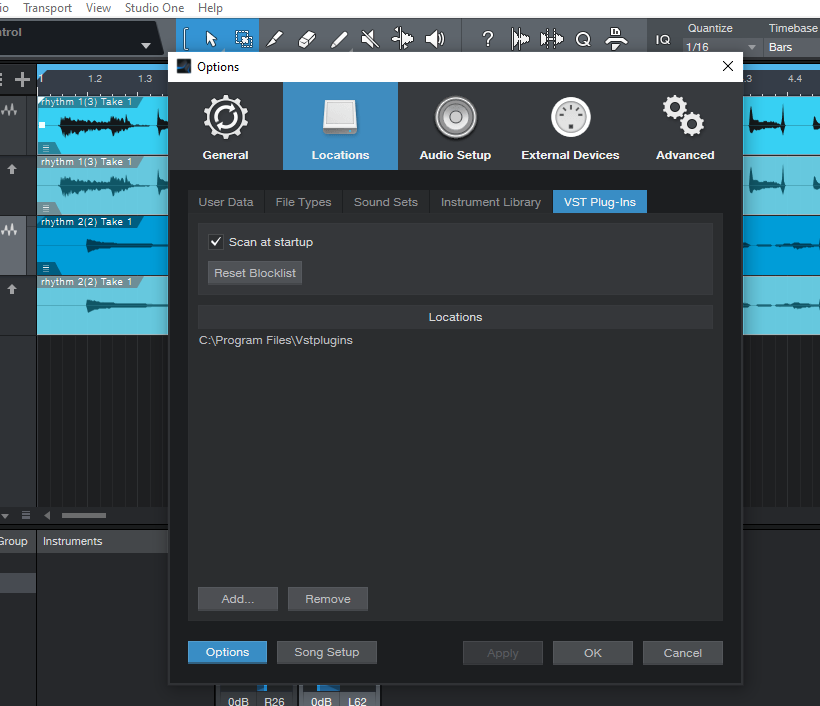 io Transport View Studio One Help
ntrol
?
Q
IQ
Quantize Timebase
1/16 Bars
Options
1.2 1.3
.3 4.4
General Locations Audio Setup External Devices Advanced
rhythm 1(3) Take 1
rhythm 1(3) Take 1
rhythm 2(2) Take 1
rhythm 2(2) Take 1
User Data File Types Sound Sets Instrument Library VST Plug-Ins
Scan at startup
Reset Blocklist
Locations
C:\Program Files\Vstplugins
Add... Remove
Group Instruments
Options Song Setup Apply OK Cancel
0dB R26 0dB L62